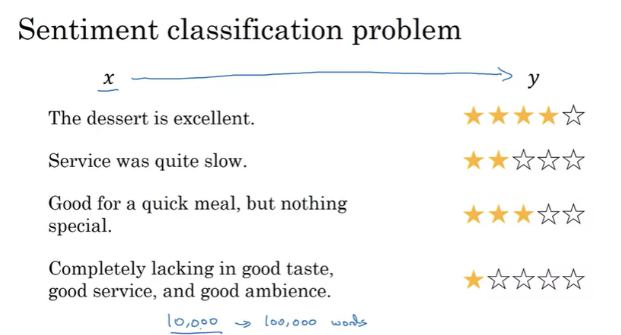 Sentiment classification problem
x → y
The dessert is excellent.
Service was quite slow.
Good for a quick meal, but nothing
special.
Completely lacking in good taste,
good service, and good ambience.
10,000 → 100,000 words